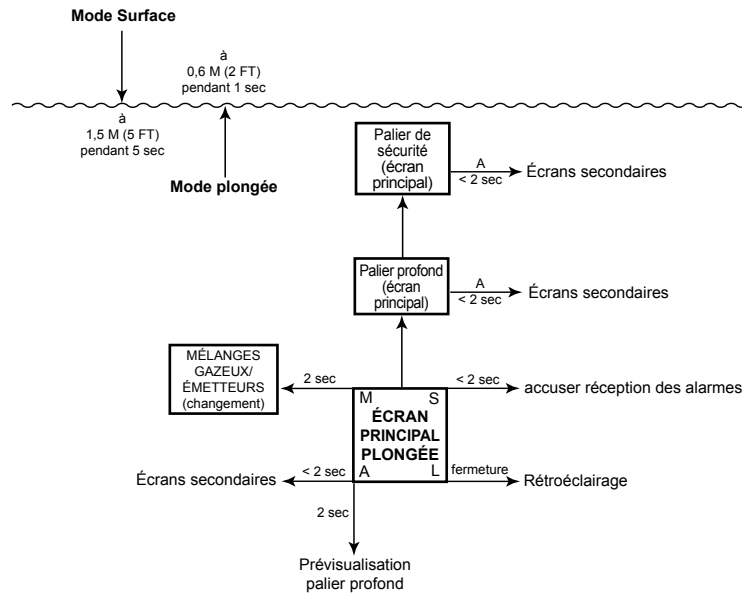 Mode Surface
à
0,6 M (2 FT)
pendant 1 sec
à
1,5 M (5 FT)
pendant 5 sec
Mode plongée
Palier de
sécurité
(écran
principal)
A
< 2 sec
Écrans secondaires
Palier profond
(écran
principal)
A
< 2 sec
Écrans secondaires
MÉLANGES
GAZEUX/
ÉMETTEURS
(changement)
2 sec
< 2 sec
accuser réception des alarmes
M S
ÉCRAN
PRINCIPAL
PLONGÉE
A L
Écrans secondaires
< 2 sec
fermeture
Rétroéclairage
2 sec
Prévisualisation
palier profond